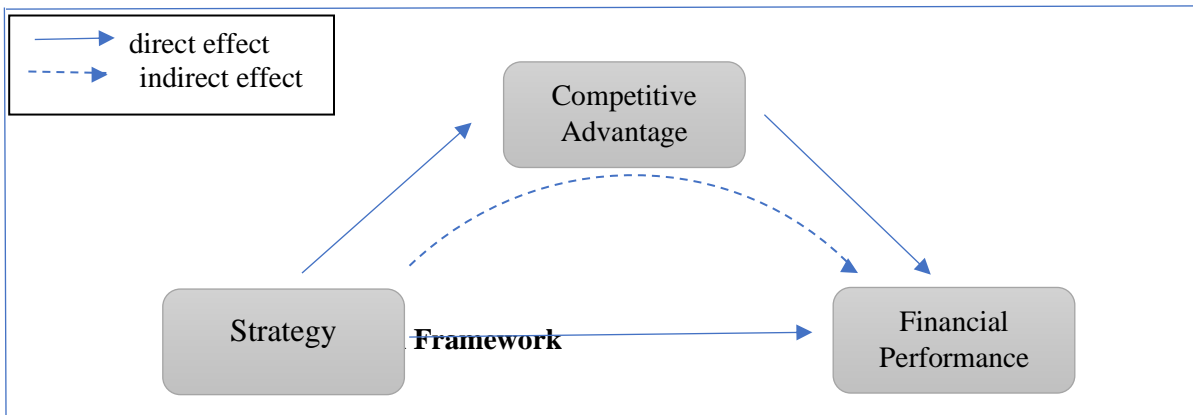 direct effect
indirect effect
Competitive
Advantage
Strategy
Framework
Financial
Performance